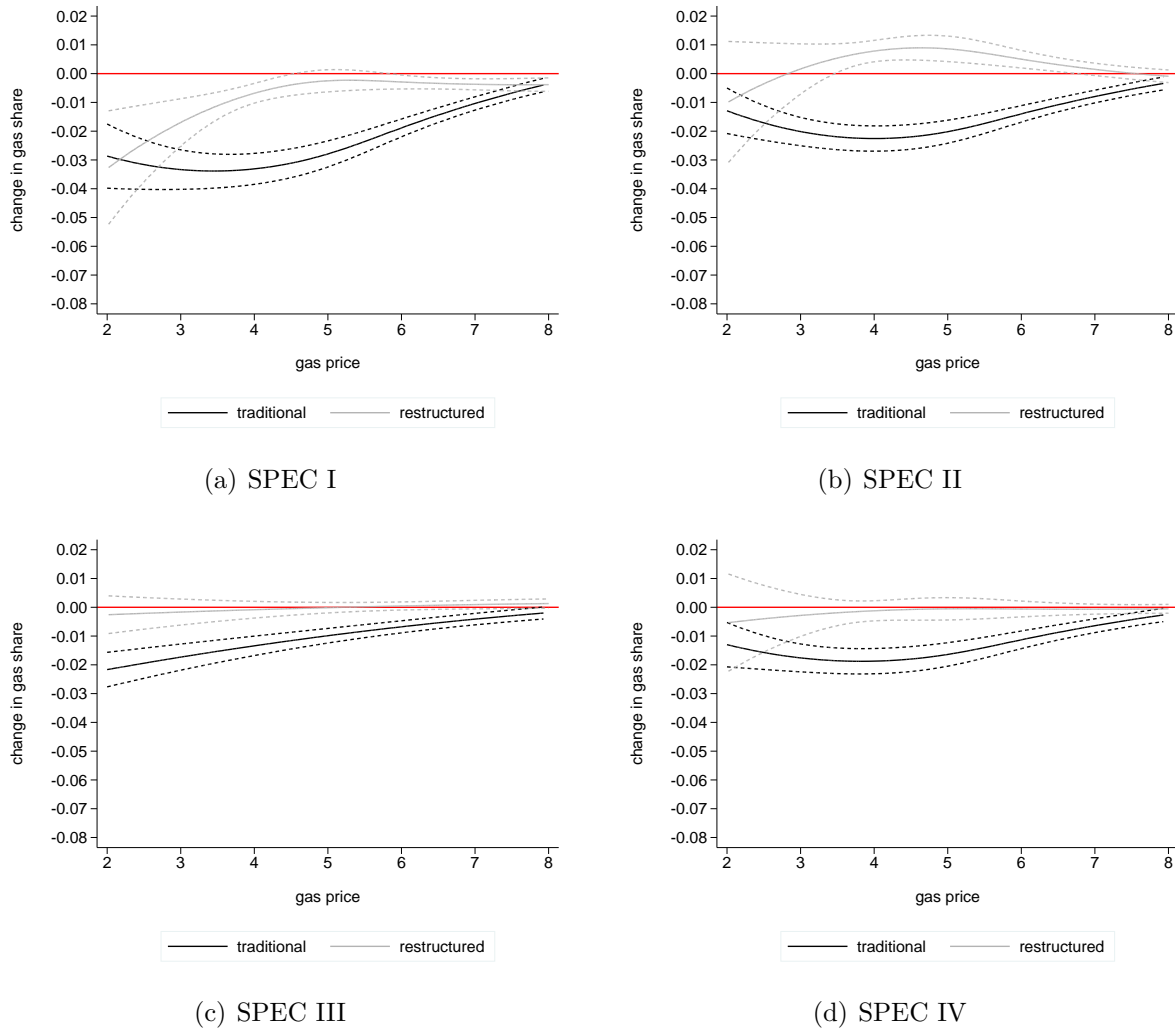 0.02
0.01
0.00
-0.01
-0.02
-0.03
-0.04
-0.05
-0.06
-0.07
-0.08
change in gas share
2 3 4 5 6 7 8
gas price
traditional restructured
(a) SPEC I
0.02
0.01
0.00
-0.01
-0.02
-0.03
-0.04
-0.05
-0.06
-0.07
-0.08
change in gas share
2 3 4 5 6 7 8
gas price
traditional restructured
(b) SPEC II
0.02
0.01
0.00
-0.01
-0.02
-0.03
-0.04
-0.05
-0.06
-0.07
-0.08
change in gas share
2 3 4 5 6 7 8
gas price
traditional restructured
(c) SPEC III
0.02
0.01
0.00
-0.01
-0.02
-0.03
-0.04
-0.05
-0.06
-0.07
-0.08
change in gas share
2 3 4 5 6 7 8
gas price
traditional restructured
(d) SPEC IV